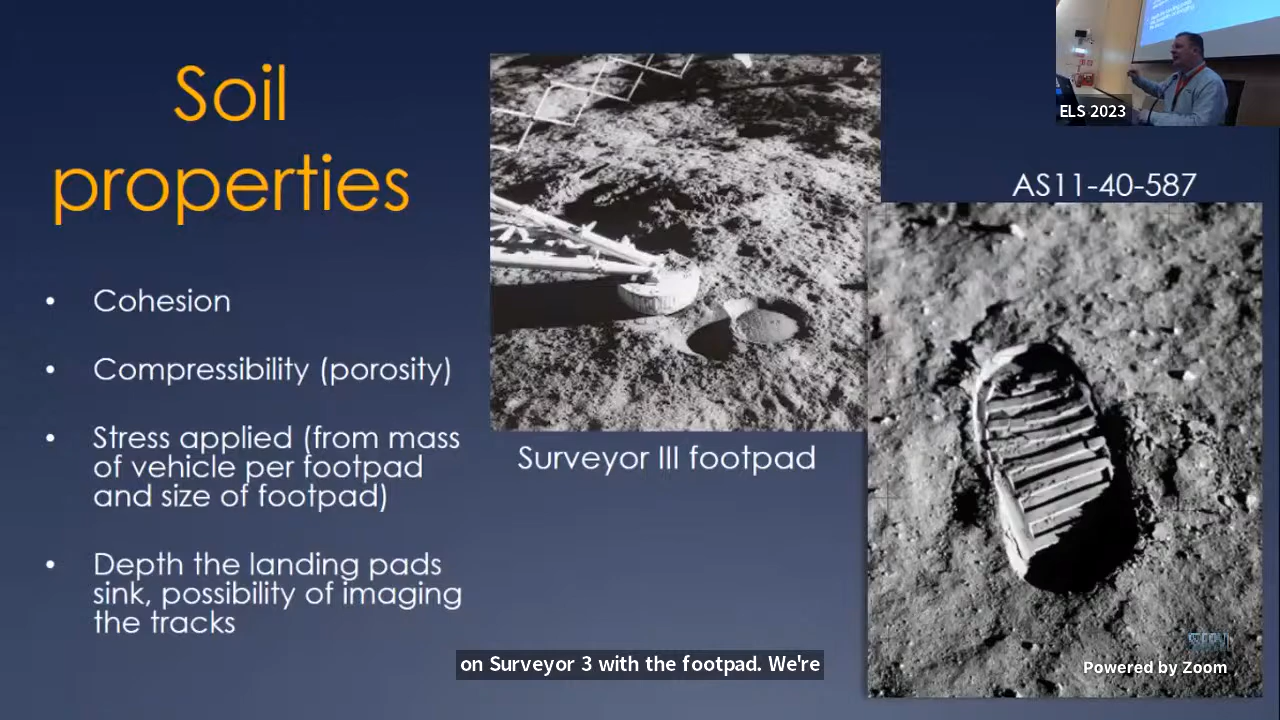 Soil
properties
• Cohesion
• Compressibility (porosity)
• Stress applied (from mass
of vehicle per footpad
and size of footpad)
• Depth the landing pads
sink, possibility of imaging
the tracks
Surveyor III footpad
ELS 2023
AS11-40-587
on Surveyor 3 with the footpad. We're
Powered by Zoom